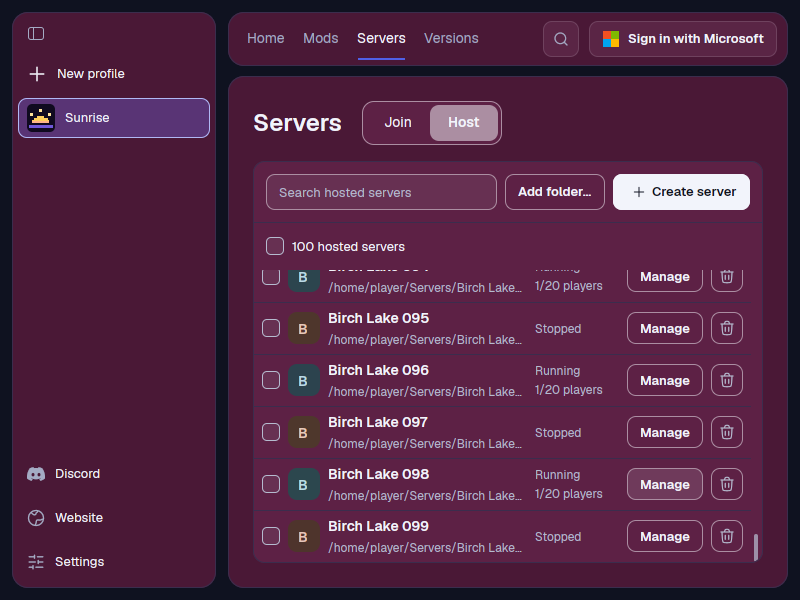 Home Mods Servers Versions Sign in with Microsoft
New profile
Sunrise
Servers Join Host
Search hosted servers Add folder... Create server
100 hosted servers
B /home/player/Servers/Birch Lake... 1/20 players Manage
B Birch Lake 095 Stopped Manage
/home/player/Servers/Birch Lake...
B Birch Lake 096 Running Manage
/home/player/Servers/Birch Lake... 1/20 players
B Birch Lake 097 Stopped Manage
/home/player/Servers/Birch Lake...
B Birch Lake 098 Running Manage
/home/player/Servers/Birch Lake... 1/20 players
B Birch Lake 099 Stopped Manage
/home/player/Servers/Birch Lake...
Discord
Website
Settings